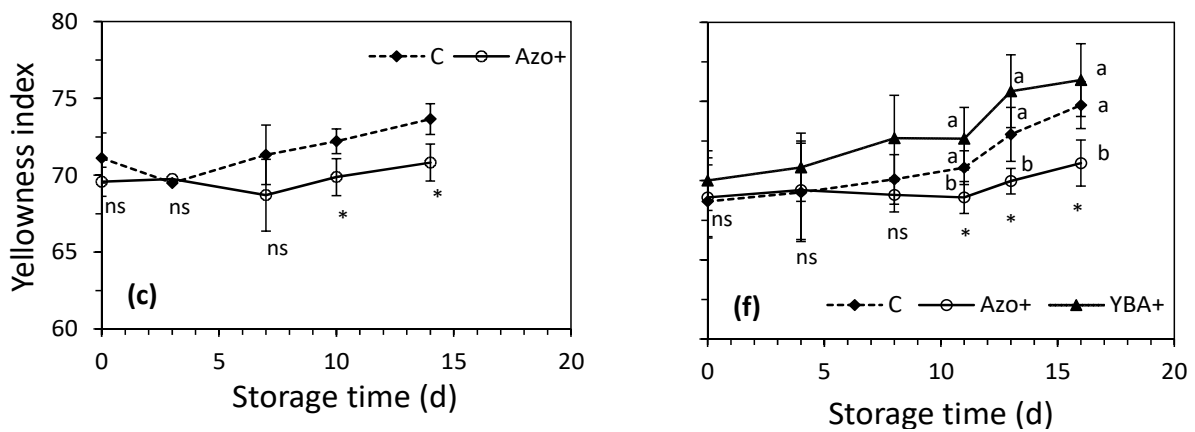 80
75
70
65
60
Yellowness index
C Azo+
ns
ns
ns
*
*
(c)
0 5 10 15 20
Storage time (d)
a
a
a
a
a
a
b
b
b
ns
ns
ns
*
*
*
(f)
C Azo+ YBA+
0 5 10 15 20
Storage time (d)